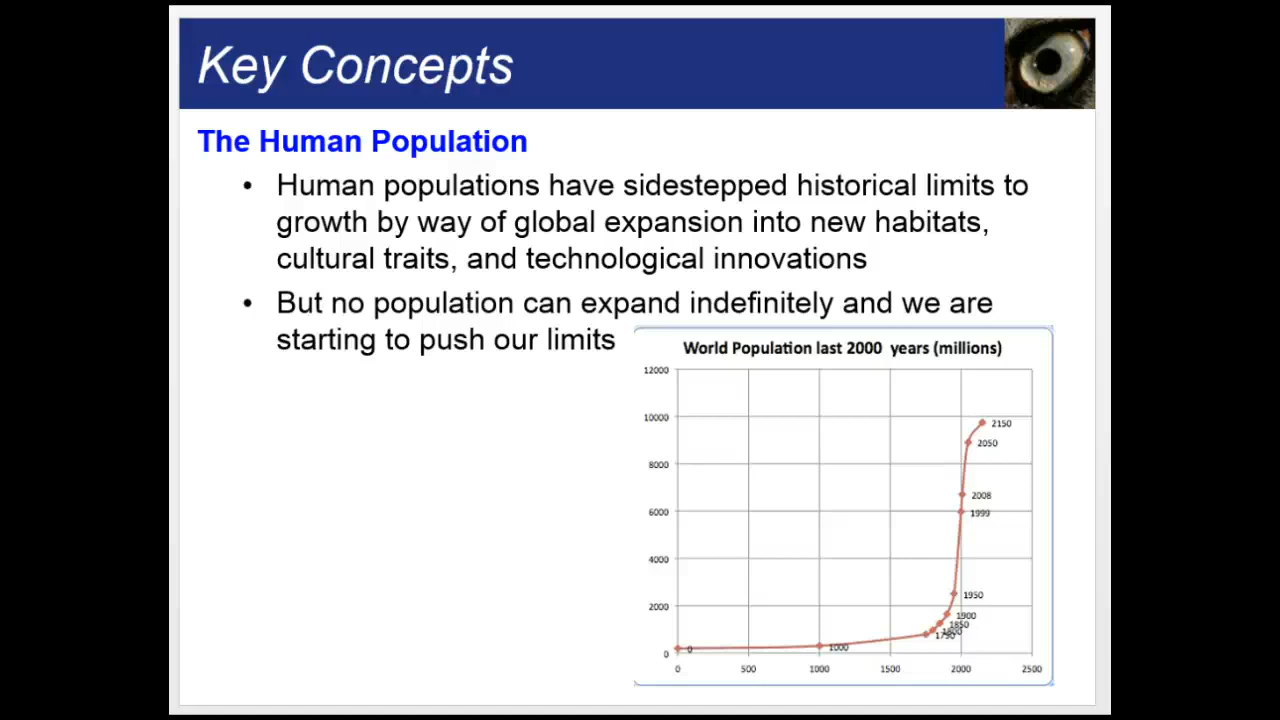 Key Concepts
The Human Population
• Human populations have sidestepped historical limits to
growth by way of global expansion into new habitats,
cultural traits, and technological innovations
• But no population can expand indefinitely and we are
starting to push our limits
World Population last 2000 years (millions)
12000
10000
8000
6000
4000
2000
0
2150
2050
2008
1999
1950
1900
1850
1800
1750
1000
0
0 500 1000 1500 2000 2500